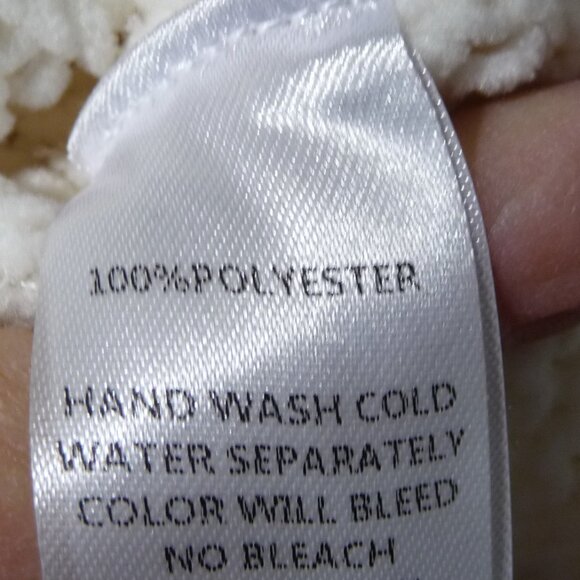 100%POLYESTER
HAND WASH COLD
WATER SEPARATELY
COLOR WILL BLEED
NO BLEACH